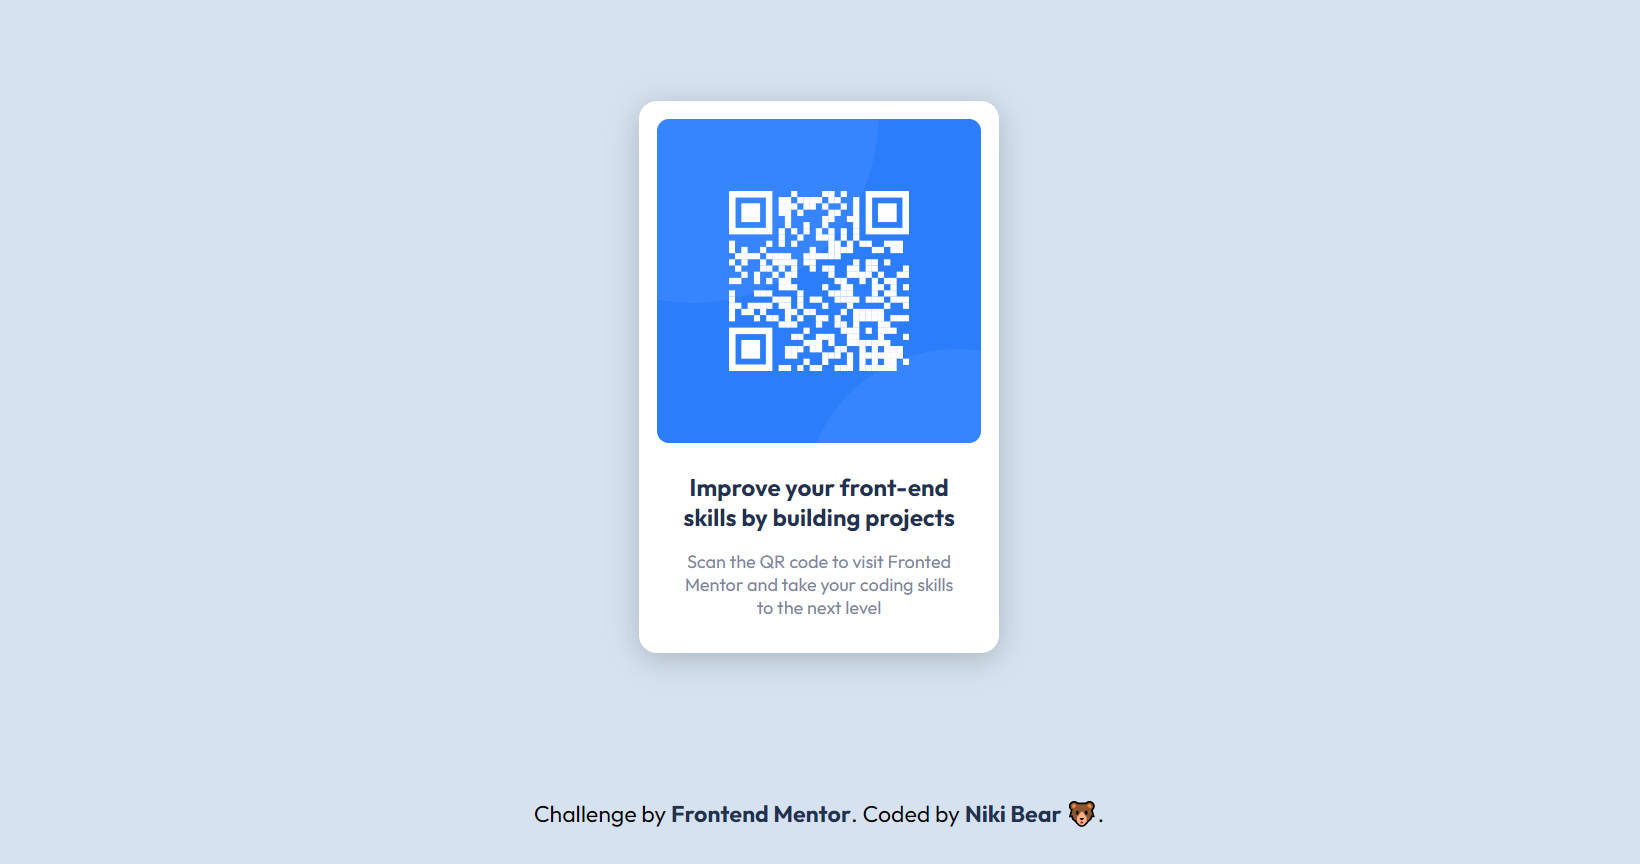 Improve your front-end
skills by building projects
Scan the QR code to visit Fronted
Mentor and take your coding skills
to the next level
Challenge by Frontend Mentor. Coded by Niki Bear 🐻.